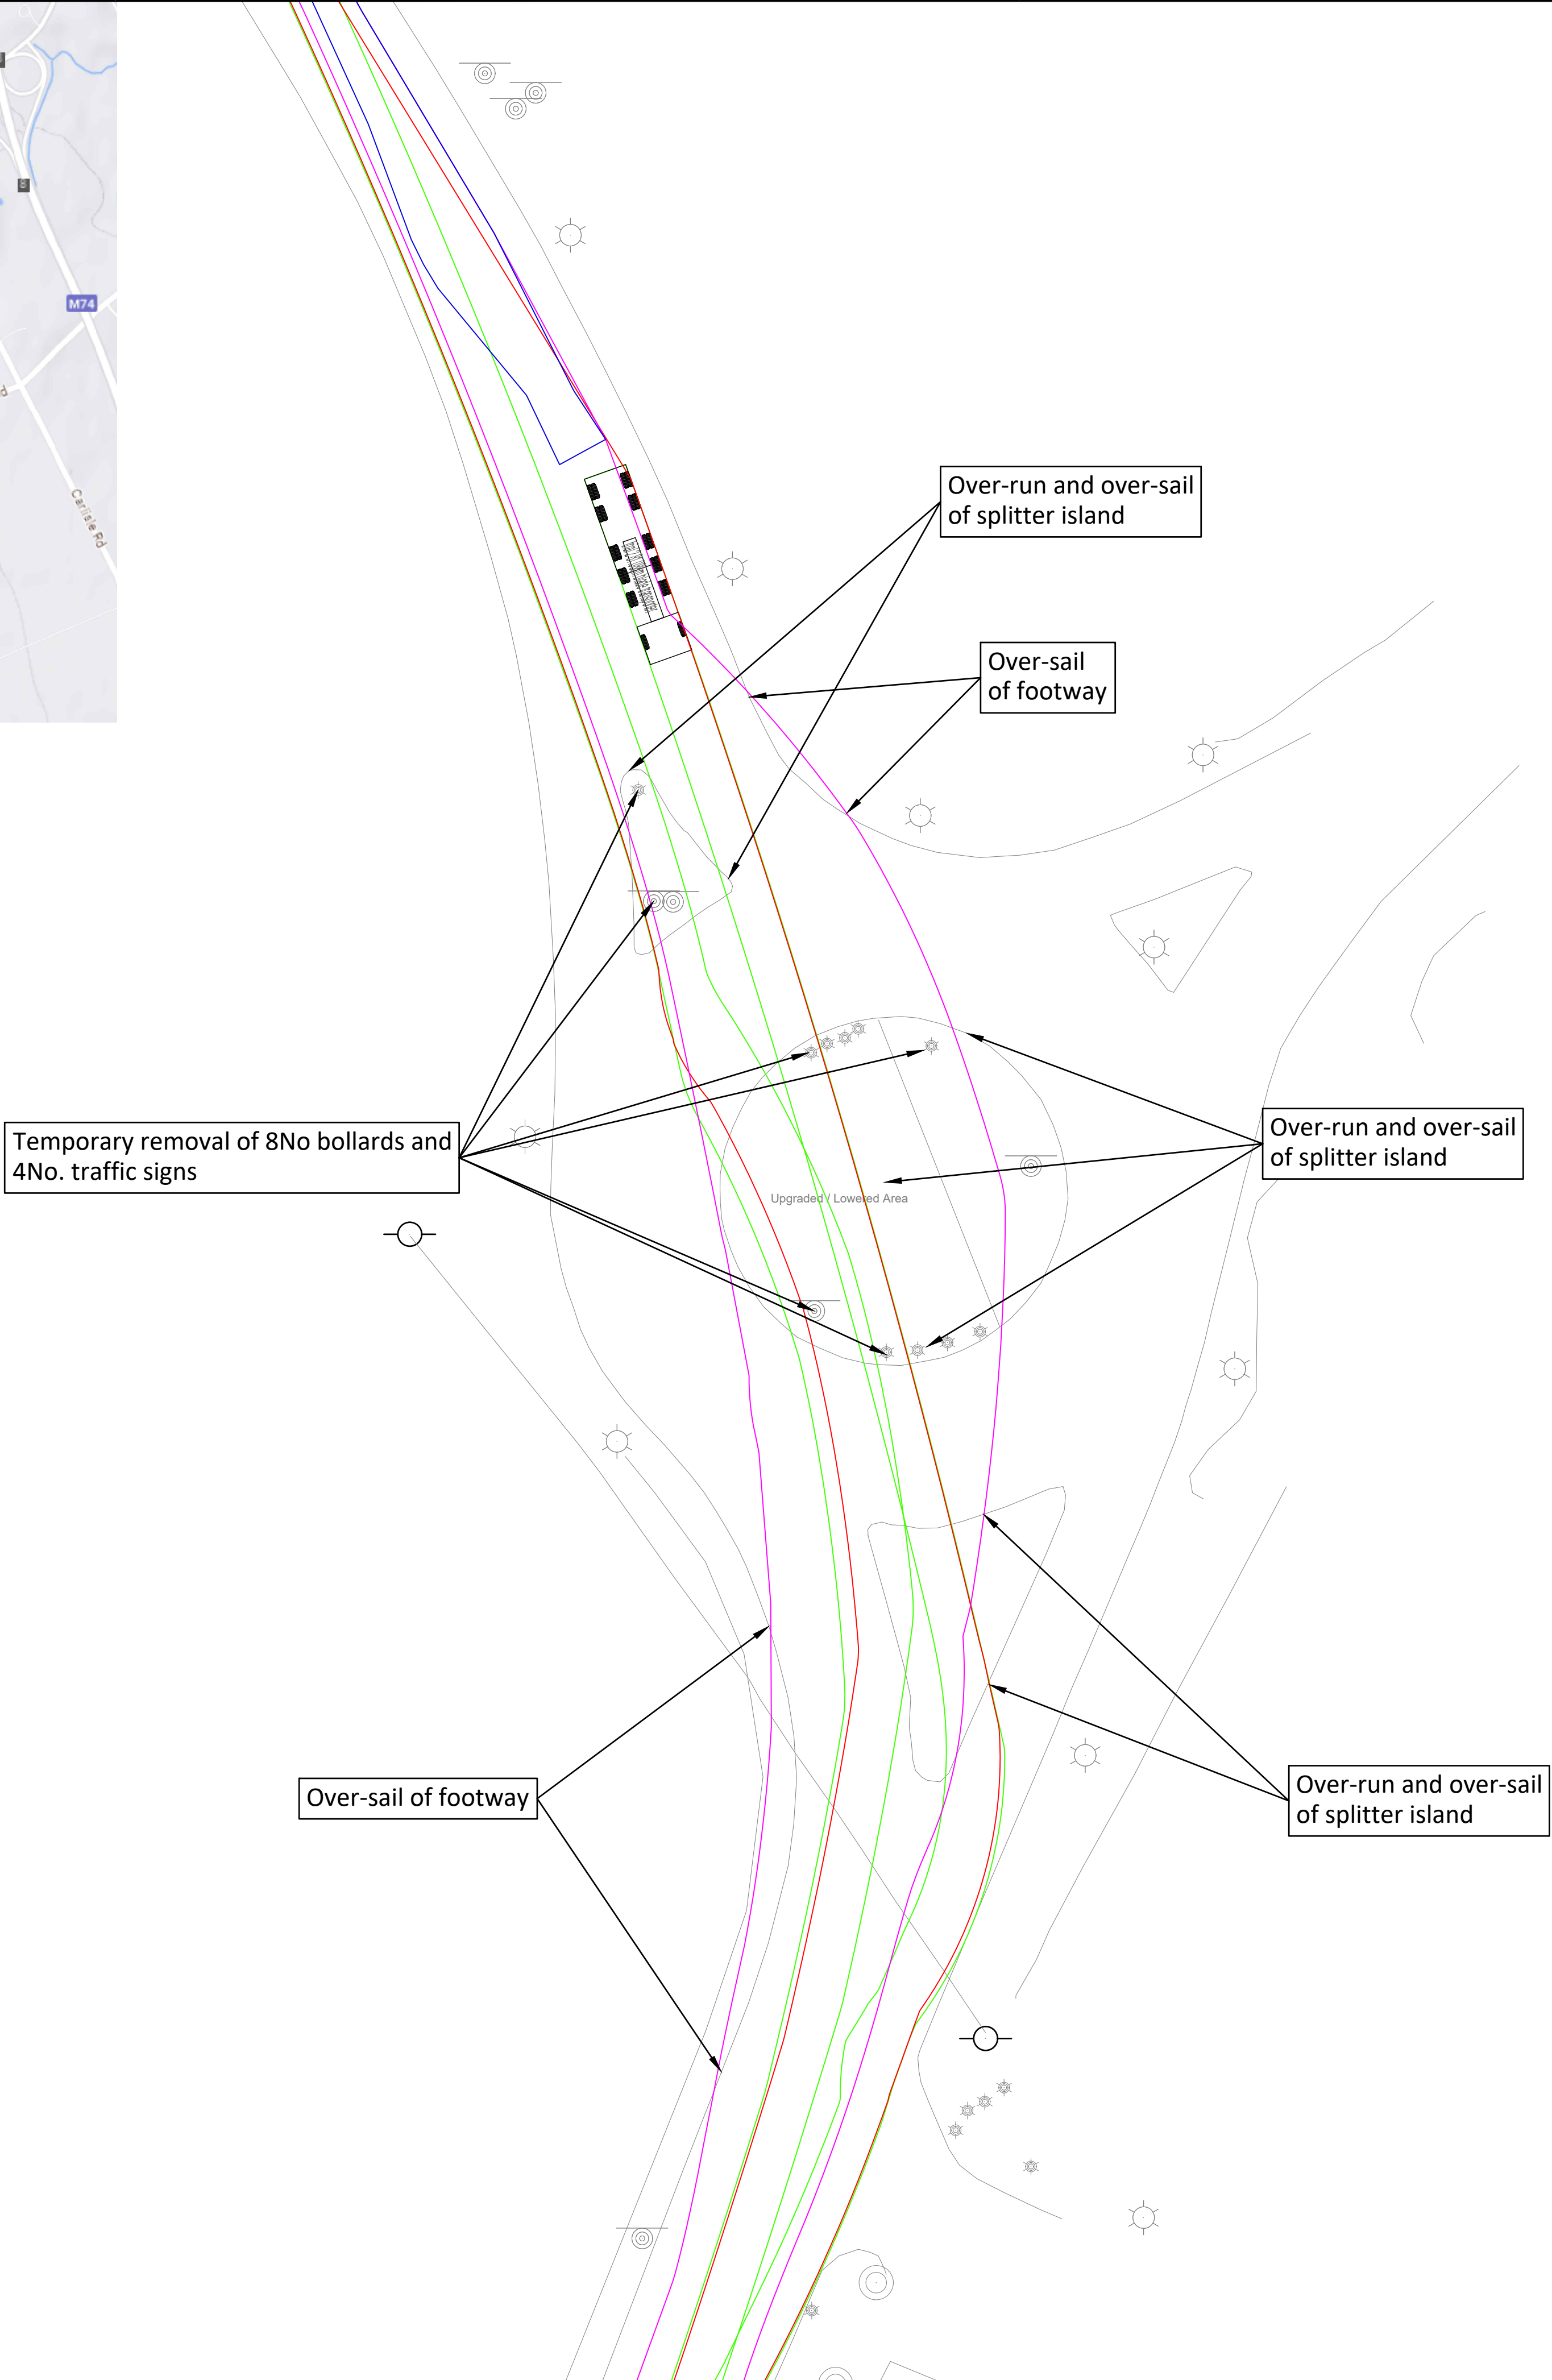 8
M74
Carlisle Rd
Over-run and over-sail
of splitter island
Over-sail
of footway
Temporary removal of 8No bollards and
4No. traffic signs
Over-run and over-sail
of splitter island
Upgraded / Lowered Area
Over-sail of footway
Over-run and over-sail
of splitter island